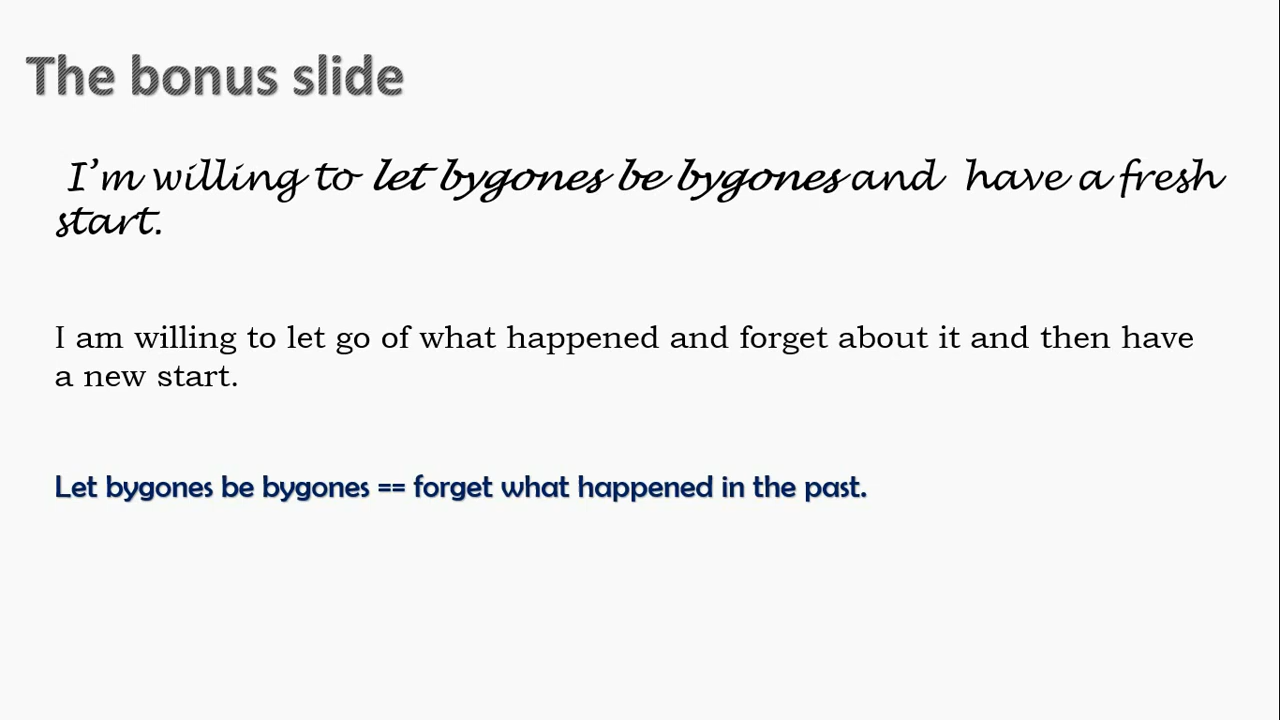 The bonus slide
I'm willing to let bygones be bygones and have a fresh
start.
I am willing to let go of what happened and forget about it and then have
a new start.
Let bygones be bygones == forget what happened in the past.